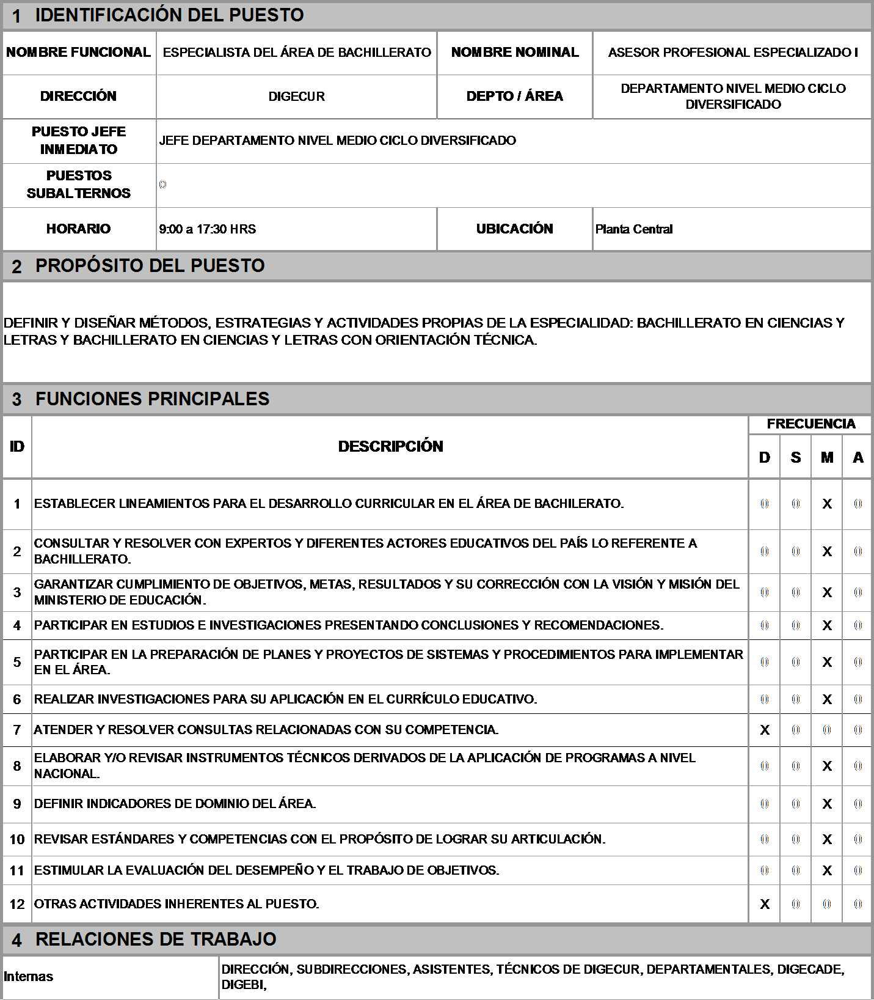 1 IDENTIFICACIÓN DEL PUESTO
NOMBRE FUNCIONAL ESPECIALISTA DEL ÁREA DE BACHILLERATO NOMBRE NOMINAL ASESOR PROFESIONAL ESPECIALIZADO I
DIRECCIÓN DIGECUR DEPTO / ÁREA DEPARTAMENTO NIVEL MEDIO CICLO
DIVERSIFICADO
PUESTO JEFE
INMEDIATO
JEFE DEPARTAMENTO NIVEL MEDIO CICLO DIVERSIFICADO
PUESTOS
SUBALTERNOS
0
HORARIO 9:00 a 17:30 HRS UBICACIÓN Planta Central
2 PROPÓSITO DEL PUESTO
DEFINIR Y DISEÑAR MÉTODOS, ESTRATEGIAS Y ACTIVIDADES PROPIAS DE LA ESPECIALIDAD: BACHILLERATO EN CIENCIAS Y
LETRAS Y BACHILLERATO EN CIENCIAS Y LETRAS CON ORIENTACIÓN TÉCNICA.
3 FUNCIONES PRINCIPALES
ID DESCRIPCIÓN FRECUENCIA
D S M A
1 ESTABLECER LINEAMIENTOS PARA EL DESARROLLO CURRICULAR EN EL ÁREA DE BACHILERATO. 0 0 X 0
2 CONSULTAR Y RESOLVER CON EXPERTOS Y DIFERENTES ACTORES EDUCATIVOS DEL PAÍS LO REFERENTE A
BACHILLERATO. 0 0 X 0
3 GARANTIZAR CUMPLIMIENTO DE OBJETIVOS, METAS, RESULTADOS Y SU CORRECCIÓN CON LA VISIÓN Y MISIÓN DEL
MINISTERIO DE EDUCACIÓN. 0 0 X 0
4 PARTICIPAR EN ESTUDIOS E INVESTIGACIONES PRESENTANDO CONCLUSIONES Y RECOMENDACIONES. 0 0 X 0
5 PARTICIPAR EN LA PREPARACIÓN DE PLANES Y PROYECTOS DE SISTEMAS Y PROCEDIMIENTOS PARA IMPLEMENTAR
EN EL ÁREA. 0 0 X 0
6 REALIZAR INVESTIGACIONES PARA SU APLICACIÓN EN EL CURRÍCULO EDUCATIVO. 0 0 X 0
7 ATENDER Y RESOLVER CONSULTAS RELACIONADAS CON SU COMPETENCIA. X 0 0 0
8 ELABORAR Y/O REVISAR INSTRUMENTOS TÉCNICOS DERIVADOS DE LA APLICACIÓN DE PROGRAMAS A NIVEL
NACIONAL. 0 0 X 0
9 DEFINIR INDICADORES DE DOMINIO DEL ÁREA. 0 0 X 0
10 REVISAR ESTÁNDARES Y COMPETENCIAS CON EL PROPÓSITO DE LOGRAR SU ARTICULACIÓN. 0 0 X 0
11 ESTIMULAR LA EVALUACIÓN DEL DESEMPEÑO Y EL TRABAJO DE OBJETIVOS. 0 0 X 0
12 OTRAS ACTIVIDADES INHERENTES AL PUESTO. X 0 0 0
4 RELACIONES DE TRABAJO
Internas DIRECCIÓN, SUBDIRECCIONES, ASISTENTES, TÉCNICOS DE DIGECUR, DEPARTAMENTALES, DIGECADE,
DIGEBI,